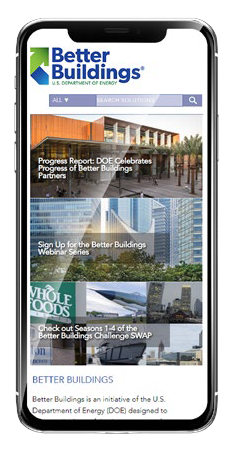 Better
Buildings®
U.S. DEPARTMENT OF ENERGY
ALL ▼
SEARCH SOLUTIONS
Progress Report: DOE Celebrates
Progress of Better Buildings
Partners
Sign Up for the Better Buildings
Webinar Series
WHOLE
FOODS
Check out Seasons 1-4 of the
Better Buildings Challenge SWAP
BETTER BUILDINGS
Better Buildings is an initiative of the U.S.
Department of Energy (DOE) designed to